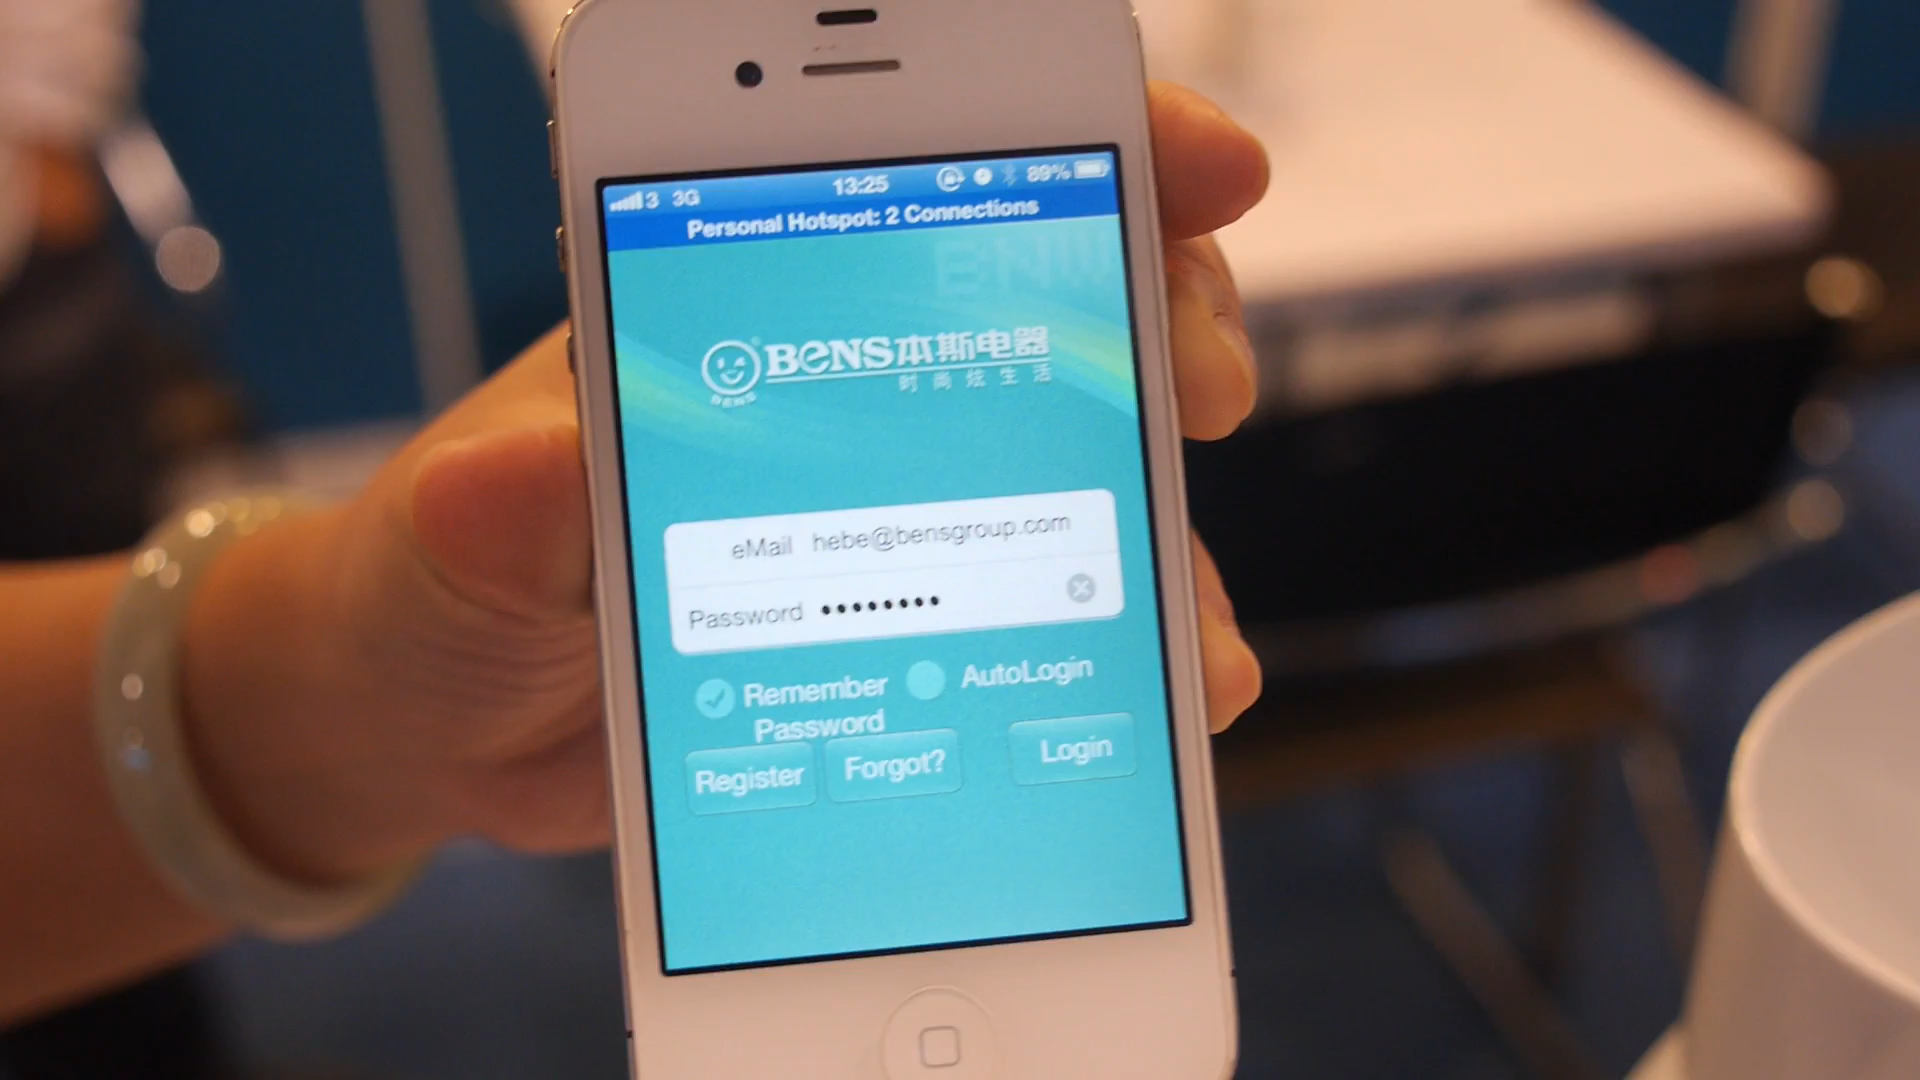 3 3G 13:25 89%
Personal Hotspot: 2 Connections
BENS本斯电器
时尚炫生活
BENS
eMail hebe@bensgroup.com
Password ••••••••
Remember Password
AutoLogin
Register Forgot? Login